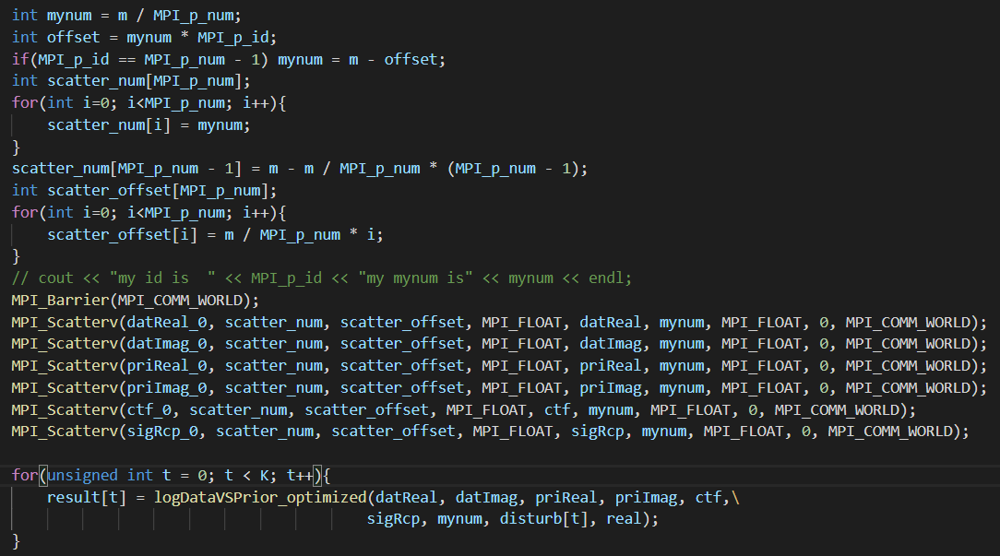 int mynum = m / MPI_p_num;
int offset = mynum * MPI_p_id;
if(MPI_p_id == MPI_p_num - 1) mynum = m - offset;
int scatter_num[MPI_p_num];
for(int i=0; i<MPI_p_num; i++){
    scatter_num[i] = mynum;
}
scatter_num[MPI_p_num - 1] = m - m / MPI_p_num * (MPI_p_num - 1);
int scatter_offset[MPI_p_num];
for(int i=0; i<MPI_p_num; i++){
    scatter_offset[i] = m / MPI_p_num * i;
}
// cout << "my id is  " << MPI_p_id << "my mynum is" << mynum << endl;
MPI_Barrier(MPI_COMM_WORLD);
MPI_Scatterv(datReal_0, scatter_num, scatter_offset, MPI_FLOAT, datReal, mynum, MPI_FLOAT, 0, MPI_COMM_WORLD);
MPI_Scatterv(datImag_0, scatter_num, scatter_offset, MPI_FLOAT, datImag, mynum, MPI_FLOAT, 0, MPI_COMM_WORLD);
MPI_Scatterv(priReal_0, scatter_num, scatter_offset, MPI_FLOAT, priReal, mynum, MPI_FLOAT, 0, MPI_COMM_WORLD);
MPI_Scatterv(priImag_0, scatter_num, scatter_offset, MPI_FLOAT, priImag, mynum, MPI_FLOAT, 0, MPI_COMM_WORLD);
MPI_Scatterv(ctf_0, scatter_num, scatter_offset, MPI_FLOAT, ctf, mynum, MPI_FLOAT, 0, MPI_COMM_WORLD);
MPI_Scatterv(sigRcp_0, scatter_num, scatter_offset, MPI_FLOAT, sigRcp, mynum, MPI_FLOAT, 0, MPI_COMM_WORLD);

for(unsigned int t = 0; t < K; t++){
    result[t] = logDataVSPrior_optimized(datReal, datImag, priReal, priImag, ctf,\
                                        sigRcp, mynum, disturb[t], real);
}